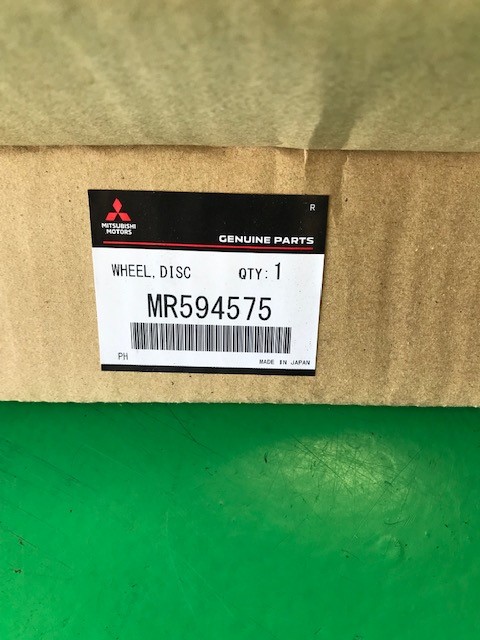 R
MITSUBISHI
MOTORS
GENUINE PARTS
WHEEL,DISC QTY:1
MR594575
PH
MADE IN JAPAN